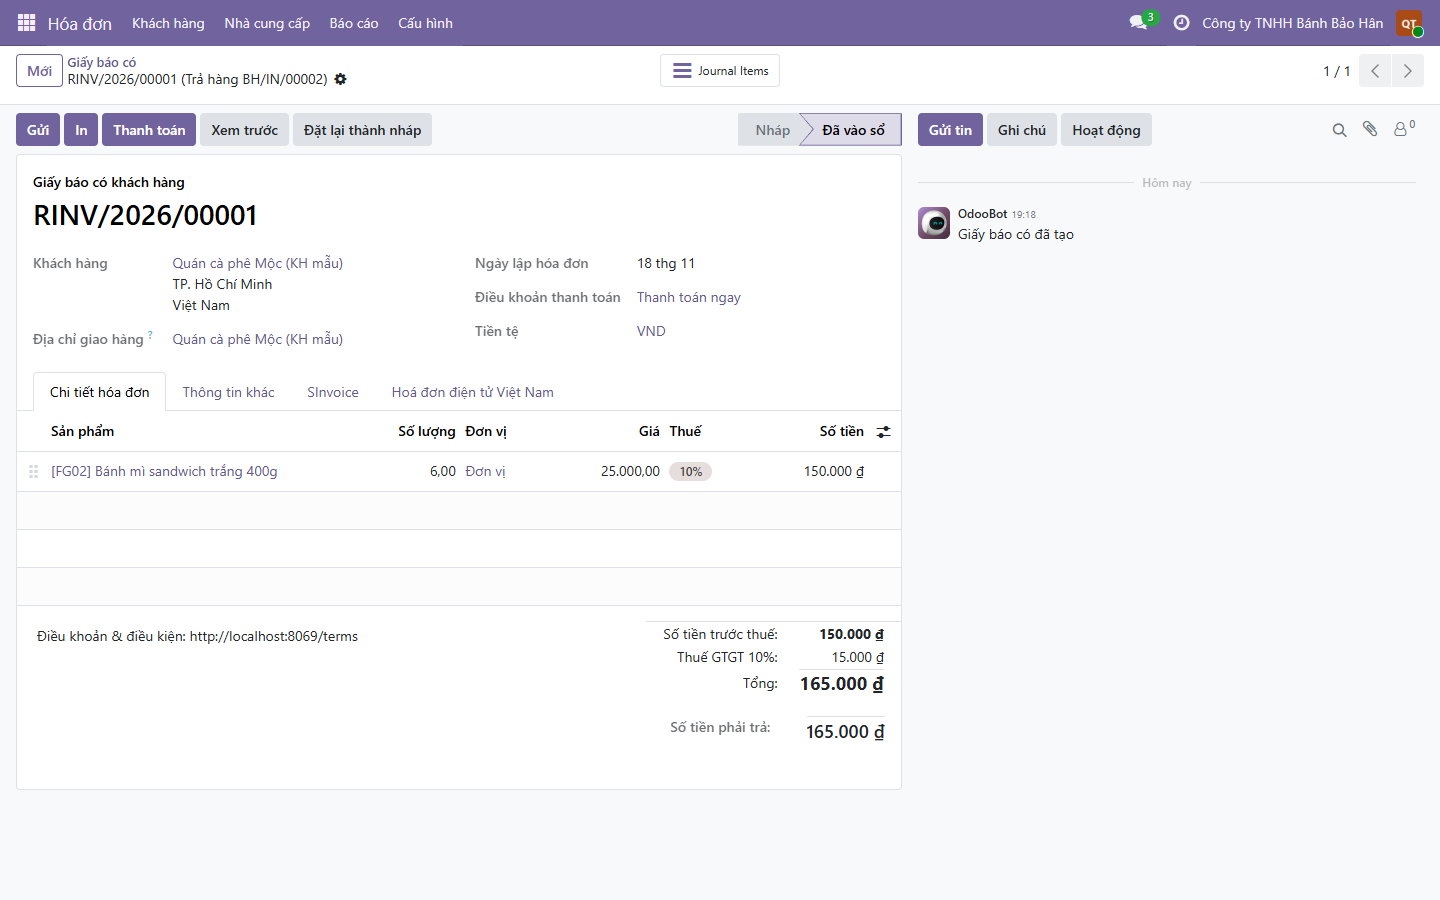 Hóa đơn
Khách hàng
Nhà cung cấp
Báo cáo
Cấu hình
3
Công ty TNHH Bánh Bảo Hân
QT
Mới
Giấy báo có
RINV/2026/00001 (Trả hàng BH/IN/00002)
Journal Items
1 / 1
Gửi
In
Thanh toán
Xem trước
Đặt lại thành nháp
Nháp
Đã vào sổ
Gửi tin
Ghi chú
Hoạt động
0
Giấy báo có khách hàng
RINV/2026/00001
Khách hàng
Quán cà phê Mộc (KH mẫu)
TP. Hồ Chí Minh
Việt Nam
Địa chỉ giao hàng ?
Quán cà phê Mộc (KH mẫu)
Ngày lập hóa đơn
18 thg 11
Điều khoản thanh toán
Thanh toán ngay
Tiền tệ
VND
Hôm nay
OdooBot 19:18
Giấy báo có đã tạo
Chi tiết hóa đơn
Thông tin khác
SInvoice
Hoá đơn điện tử Việt Nam
Sản phẩm
Số lượng
Đơn vị
Giá
Thuế
Số tiền
[FG02] Bánh mì sandwich trắng 400g
6,00
Đơn vị
25.000,00
10%
150.000 ₫
Điều khoản & điều kiện: http://localhost:8069/terms
Số tiền trước thuế: 150.000 ₫
Thuế GTGT 10%: 15.000 ₫
Tổng: 165.000 ₫
Số tiền phải trả: 165.000 ₫